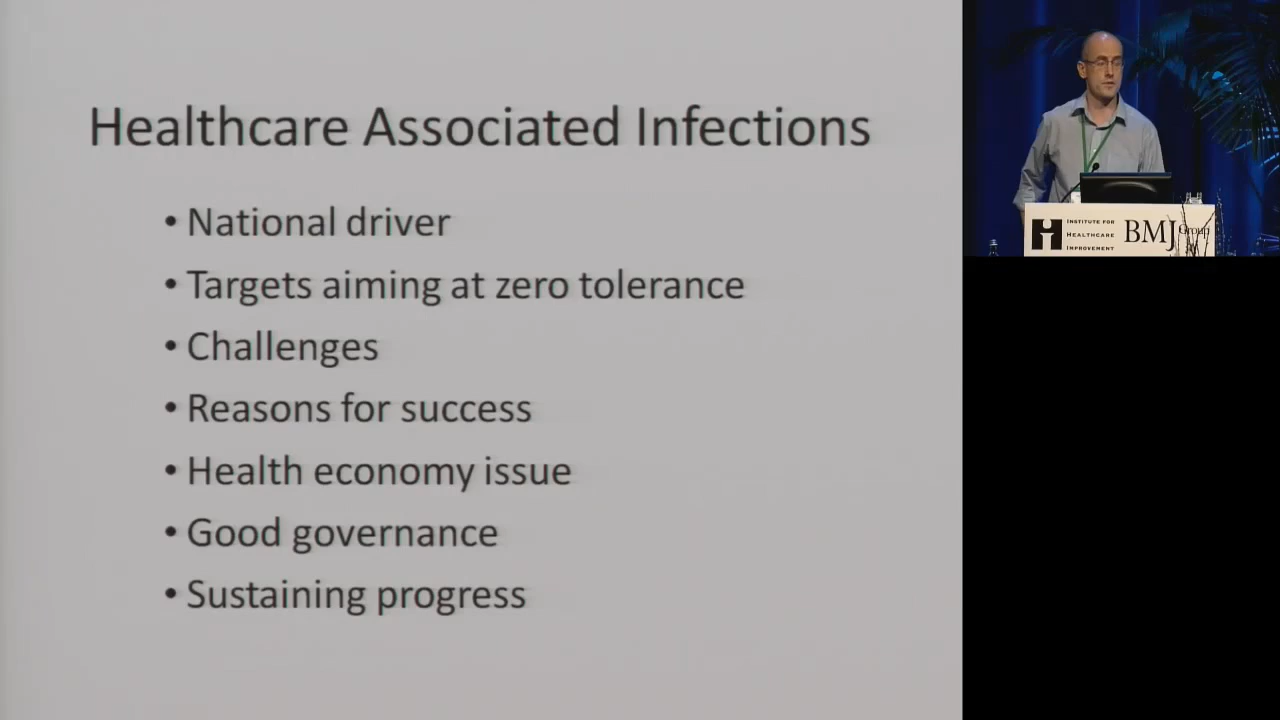 Healthcare Associated Infections
• National driver
• Targets aiming at zero tolerance
• Challenges
• Reasons for success
• Health economy issue
• Good governance
• Sustaining progress
INSTITUTE FOR
HEALTHCARE
IMPROVEMENT
BMJ Group